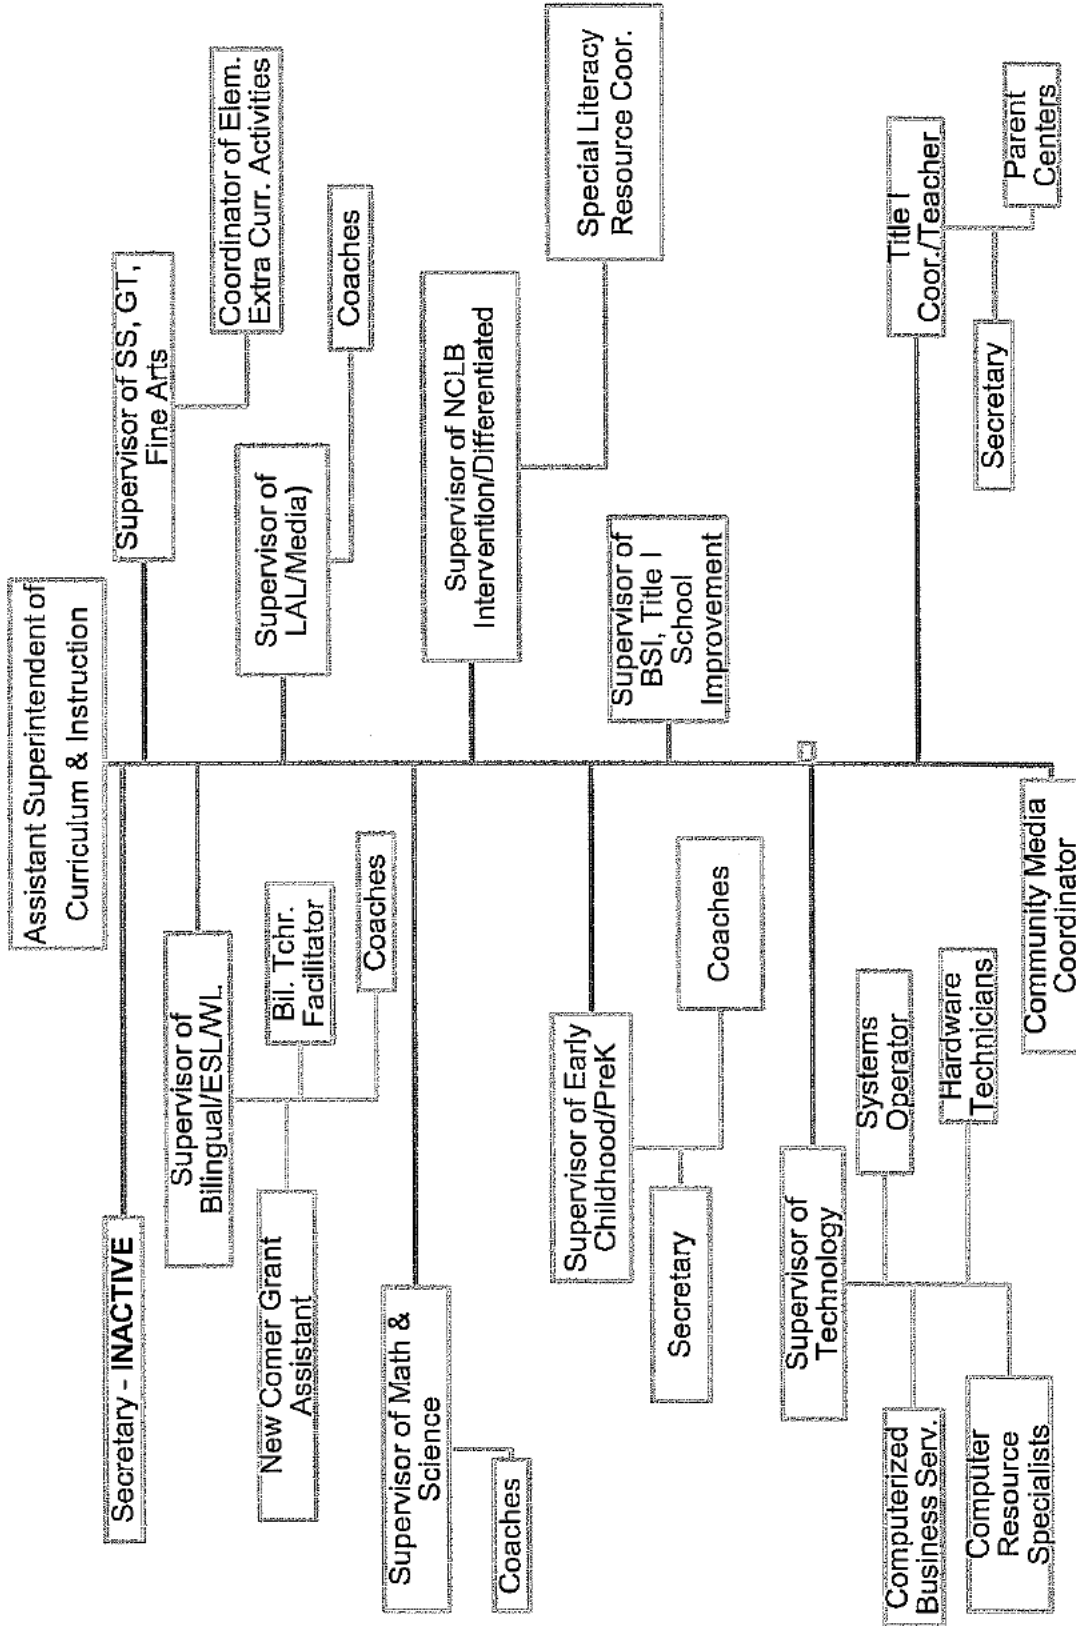 Assistant Superintendent of
Curriculum & Instruction
Secretary - INACTIVE
Supervisor of SS, GT,
Fine Arts
Coordinator of Elem.
Extra Curr. Activities
Supervisor of
Bilingual/ESL/WL
New Comer Grant
Assistant
Bil. Tchr.
Facilitator
Coaches
Supervisor of
LAL/Media)
Coaches
Supervisor of Math &
Science
Coaches
Supervisor of NCLB
Intervention/Differentiated
Special Literacy
Resource Coor.
Supervisor of Early
Childhood/PreK
Secretary
Coaches
Supervisor of
BSI, Title I
School
Improvement
Supervisor of
Technology
Systems
Operator
Computerized
Business Serv.
Hardware
Technicians
Computer
Resource
Specialists
Title I
Coor./Teacher
Secretary
Parent
Centers
Community Media
Coordinator